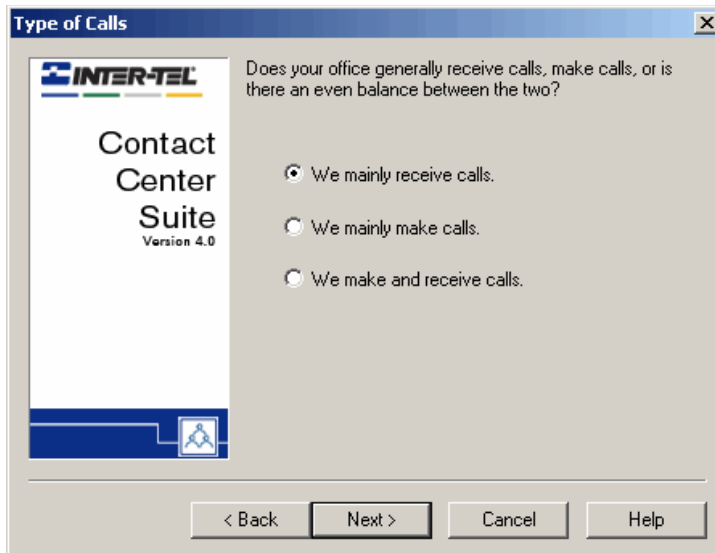 Type of Calls
INTER-TEL
Contact
Center
Suite
Version 4.0
Does your office generally receive calls, make calls, or is
there an even balance between the two?
We mainly receive calls.
We mainly make calls.
We make and receive calls.
< Back
Next >
Cancel
Help